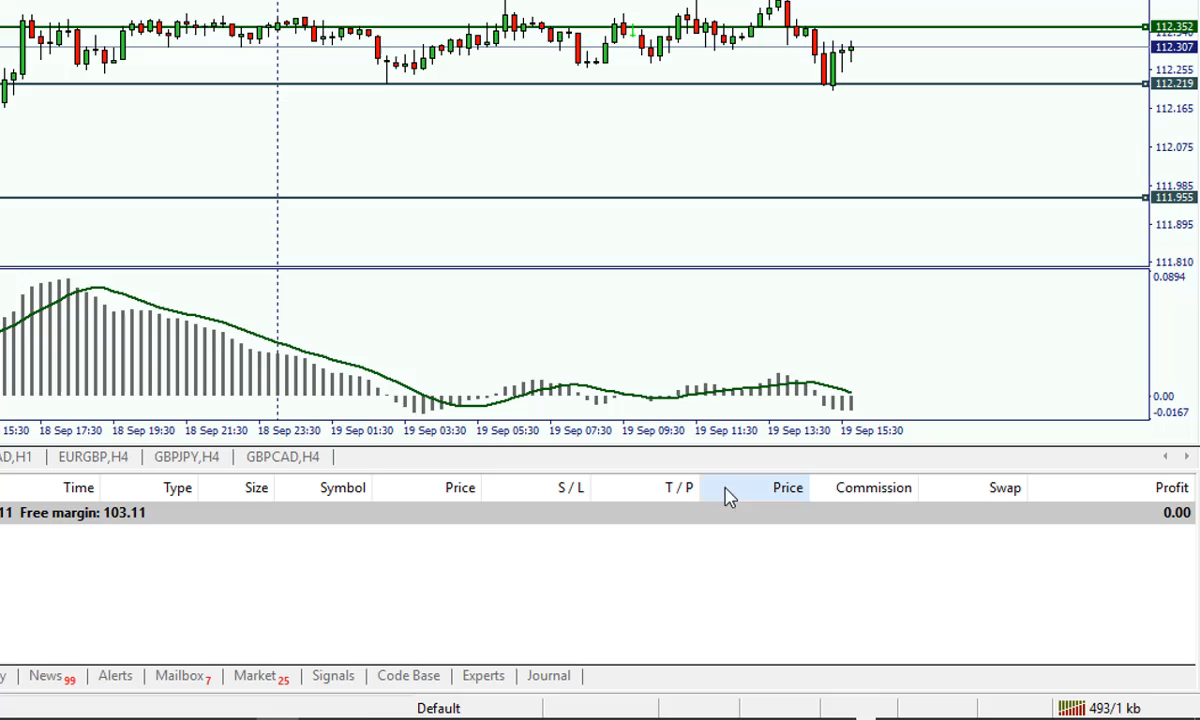 112.352
112.307
112.255
112.219
112.165
112.075
111.985
111.955
111.895
111.810
0.0894
0.00
-0.0167
15:30 18 Sep 17:30 18 Sep 19:30 18 Sep 21:30 18 Sep 23:30 19 Sep 01:30 19 Sep 03:30 19 Sep 05:30 19 Sep 07:30 19 Sep 09:30 19 Sep 11:30 19 Sep 13:30 19 Sep 15:30
AD,H1 | EURGBP,H4 | GBPJPY,H4 | GBPCAD,H4 |
Time Type Size Symbol Price S / L T / P Price Commission Swap Profit
11 Free margin: 103.11 0.00
y | News 99 | Alerts | Mailbox 7 | Market 25 | Signals | Code Base | Experts | Journal |
Default 493/1 kb